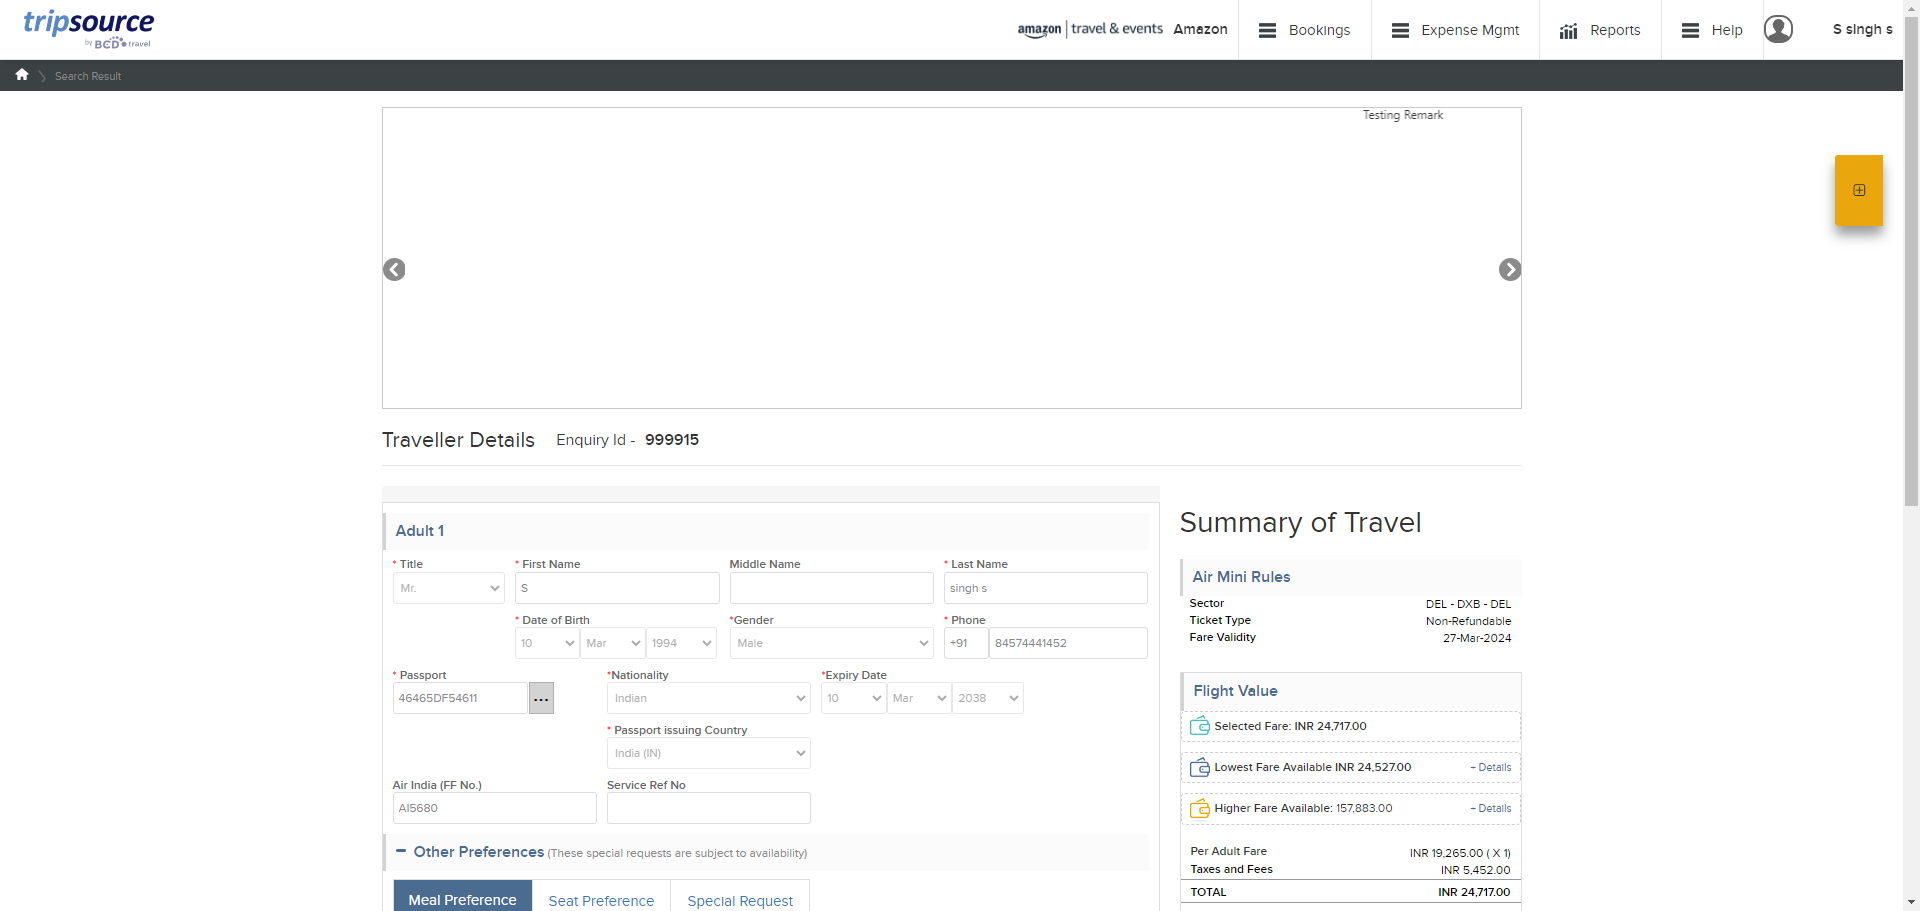 tripsource
by BCD travel
amazon | travel & events Amazon
Bookings
Expense Mgmt
Reports
Help
S singh s
Search Result
Testing Remark
Traveller Details Enquiry Id - 999915
Adult 1
* Title * First Name Middle Name * Last Name
Mr. S singh s
* Date of Birth *Gender * Phone
10 Mar 1994 Male +91 84574441452
* Passport *Nationality *Expiry Date
46465DF54611 ... Indian 10 Mar 2038
* Passport issuing Country
India (IN)
Air India (FF No.) Service Ref No
AI5680
Other Preferences (These special requests are subject to availability)
Meal Preference Seat Preference Special Request
Summary of Travel
Air Mini Rules
Sector DEL - DXB - DEL
Ticket Type Non-Refundable
Fare Validity 27-Mar-2024
Flight Value
Selected Fare: INR 24,717.00
Lowest Fare Available INR 24,527.00 + Details
Higher Fare Available: 157,883.00 + Details
Per Adult Fare INR 19,265.00 ( X 1)
Taxes and Fees INR 5,452.00
TOTAL INR 24,717.00